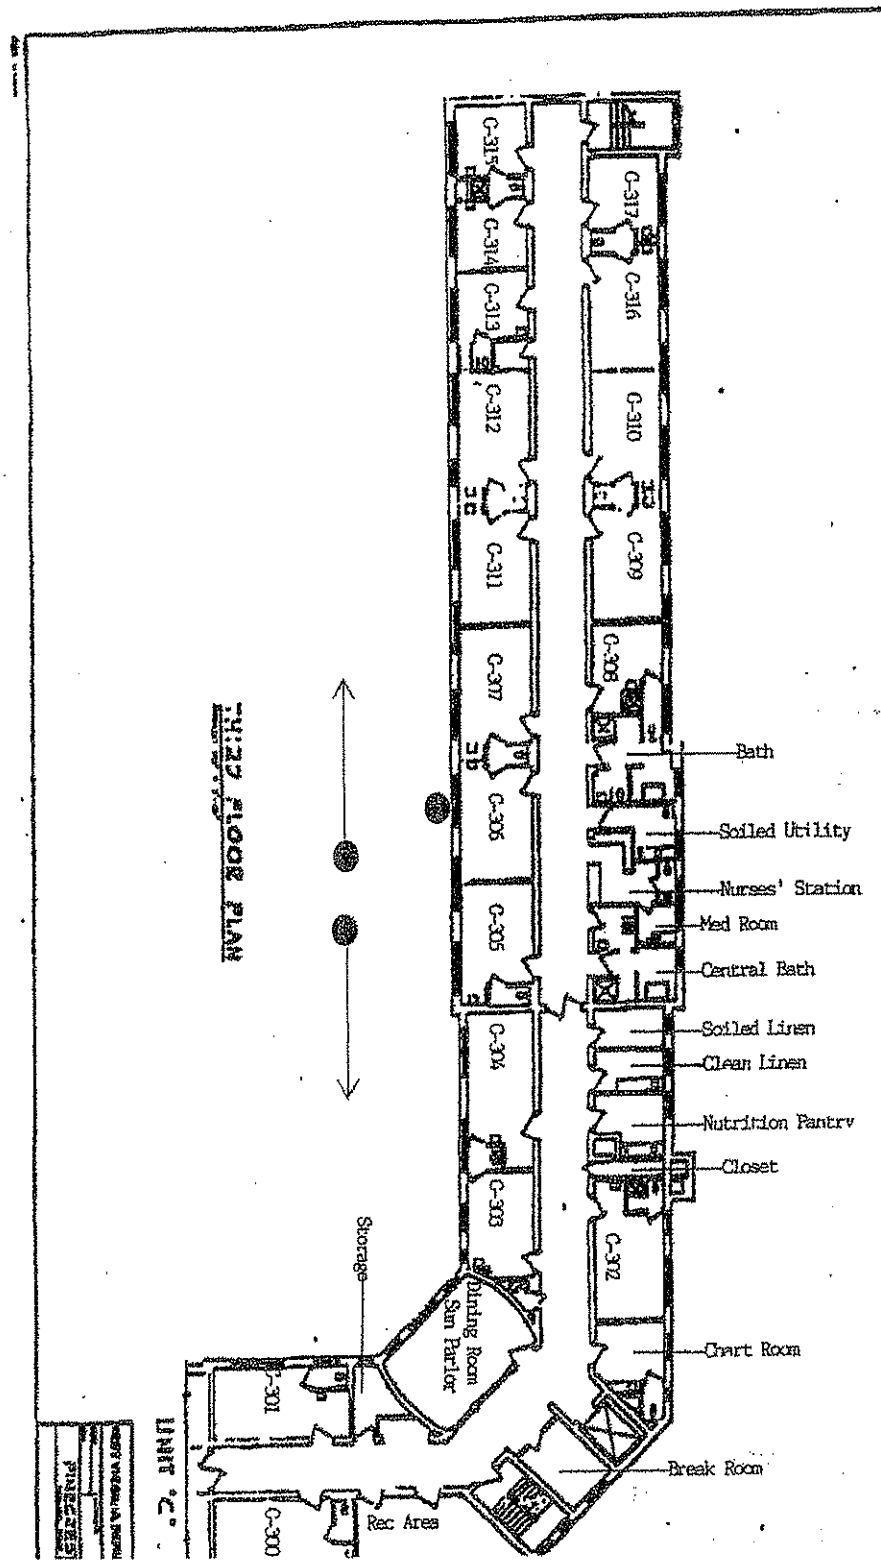 C-315
C-317
C-314
C-316
C-313
C-312
C-310
C-311
C-309
C-308
C-307
Bath
C-306
Soiled Utility
Nurses' Station
Med Room
C-305
Central Bath
Soiled Linen
C-304
Clean Linen
Nutrition Pantry
Closet
C-303
C-302
Storage
Dining Room
Sun Parlor
Chart Room
C-301
Break Room
Rec Area
C-300
FLOOR PLAN
UNIT "C"